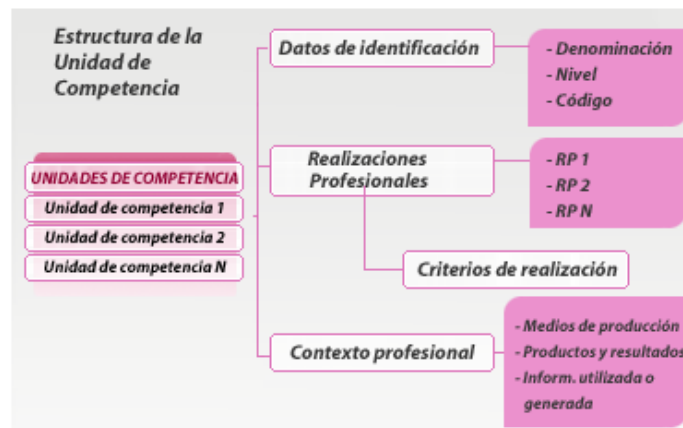 Estructura de la
Unidad de
Competencia
UNIDADES DE COMPETENCIA
Unidad de competencia 1
Unidad de competencia 2
Unidad de competencia N
Datos de identificación
- Denominación
- Nivel
- Código
Realizaciones
Profesionales
- RP 1
- RP 2
- RP N
Criterios de realización
Contexto profesional
- Medios de producción
- Productos y resultados
- Inform. utilizada o
generada